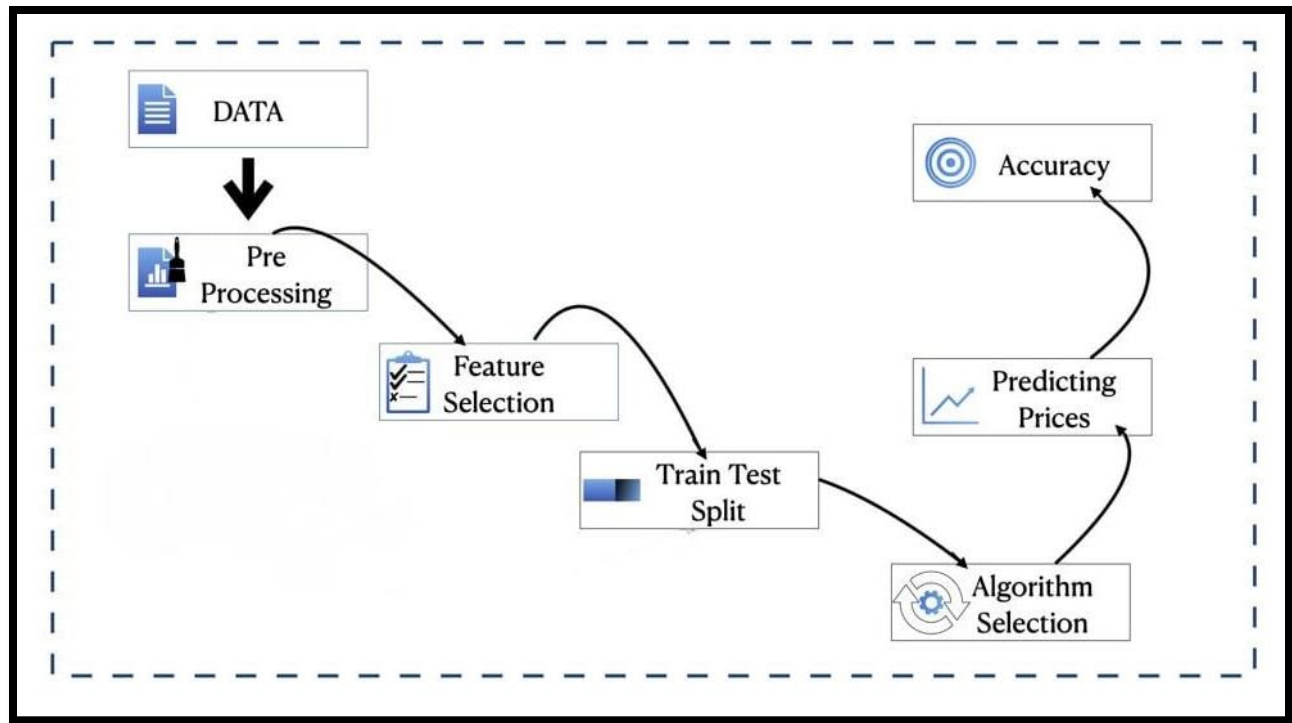 DATA
Pre
Processing
Feature
Selection
Train Test
Split
Algorithm
Selection
Predicting
Prices
Accuracy